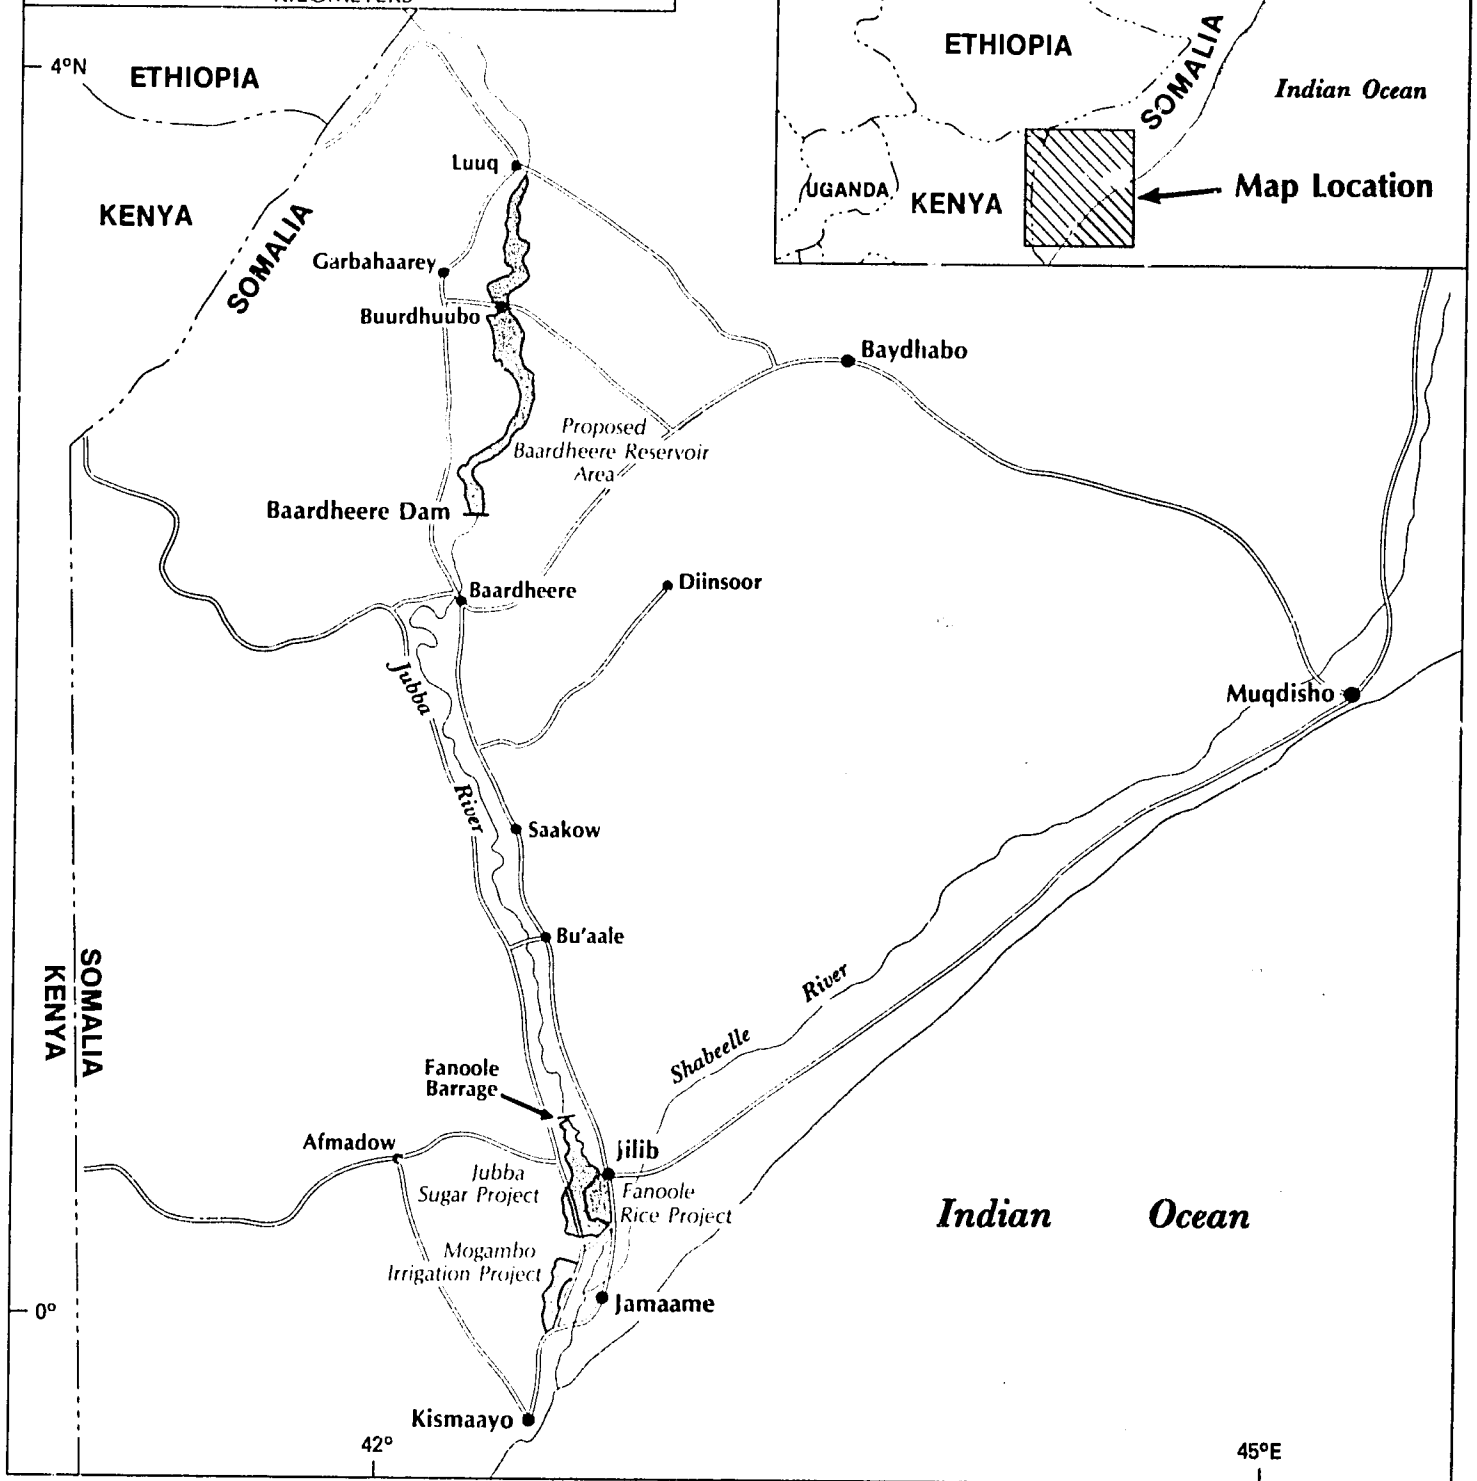 KILOMETERS
4°N
ETHIOPIA
KENYA
SOMALIA
ETHIOPIA
SOMALIA
Indian Ocean
UGANDA
KENYA
Map Location
Luuq
Garbahaarey
Buurdhuubo
Baydhabo
Proposed
Baardheere Reservoir
Area
Baardheere Dam
Baardheere
Diinsoor
Jubba
River
Muqdisho
Saakow
Bu'aale
SOMALIA
KENYA
Shabeelle
River
Fanoole
Barrage
Afmadow
Jilib
Jubba
Sugar Project
Fanoole
Rice Project
Indian Ocean
Mogambo
Irrigation Project
Jamaame
0°
Kismaayo
42°
45°E